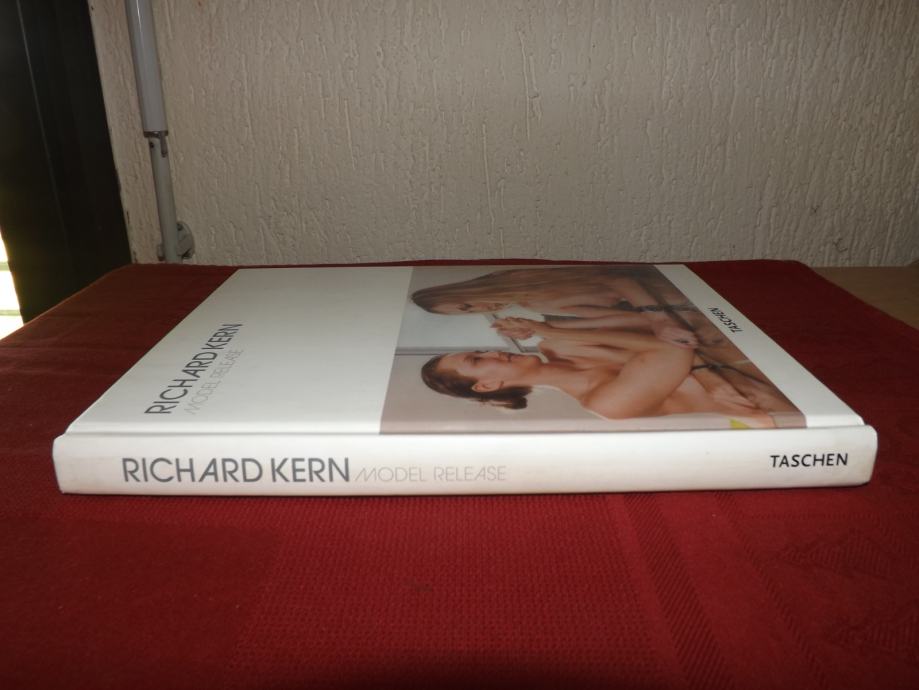 RICHARD KERN
MODEL RELEASE
TASCHEN
RICHARD KERN MODEL RELEASE
TASCHEN